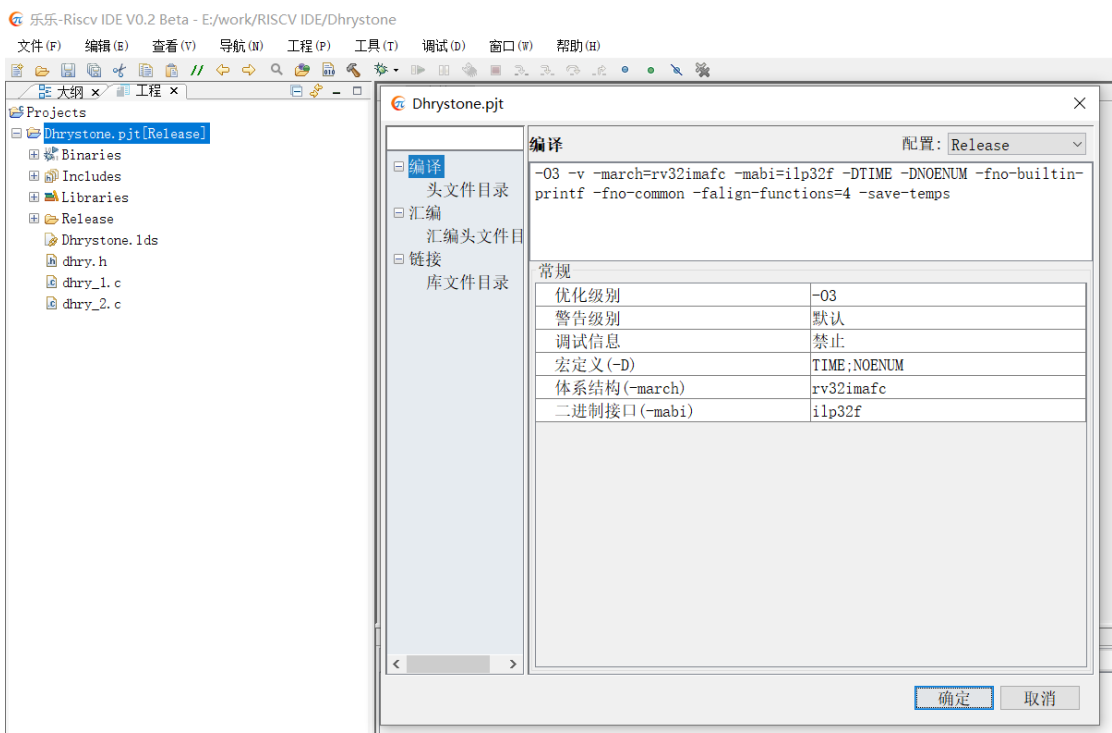 乐乐-Riscv IDE V0.2 Beta - E:/work/RISCV IDE/Dhrystone
文件(F) 编辑(E) 查看(V) 导航(N) 工程(P) 工具(T) 调试(D) 窗口(W) 帮助(H)
大纲 工程
Projects
Dhrystone.pjt[Release]
Binaries
Includes
Libraries
Release
Dhrystone.lds
dhry.h
dhry_1.c
dhry_2.c
Dhrystone.pjt
编译
头文件目录
汇编
汇编头文件目
链接
库文件目录
编译 配置: Release
-O3 -v -march=rv32imafc -mabi=ilp32f -DTIME -DNOENUM -fno-builtin-
printf -fno-common -falign-functions=4 -save-temps
常规
优化级别 -O3
警告级别 默认
调试信息 禁止
宏定义(-D) TIME;NOENUM
体系结构(-march) rv32imafc
二进制接口(-mabi) ilp32f
确定 取消